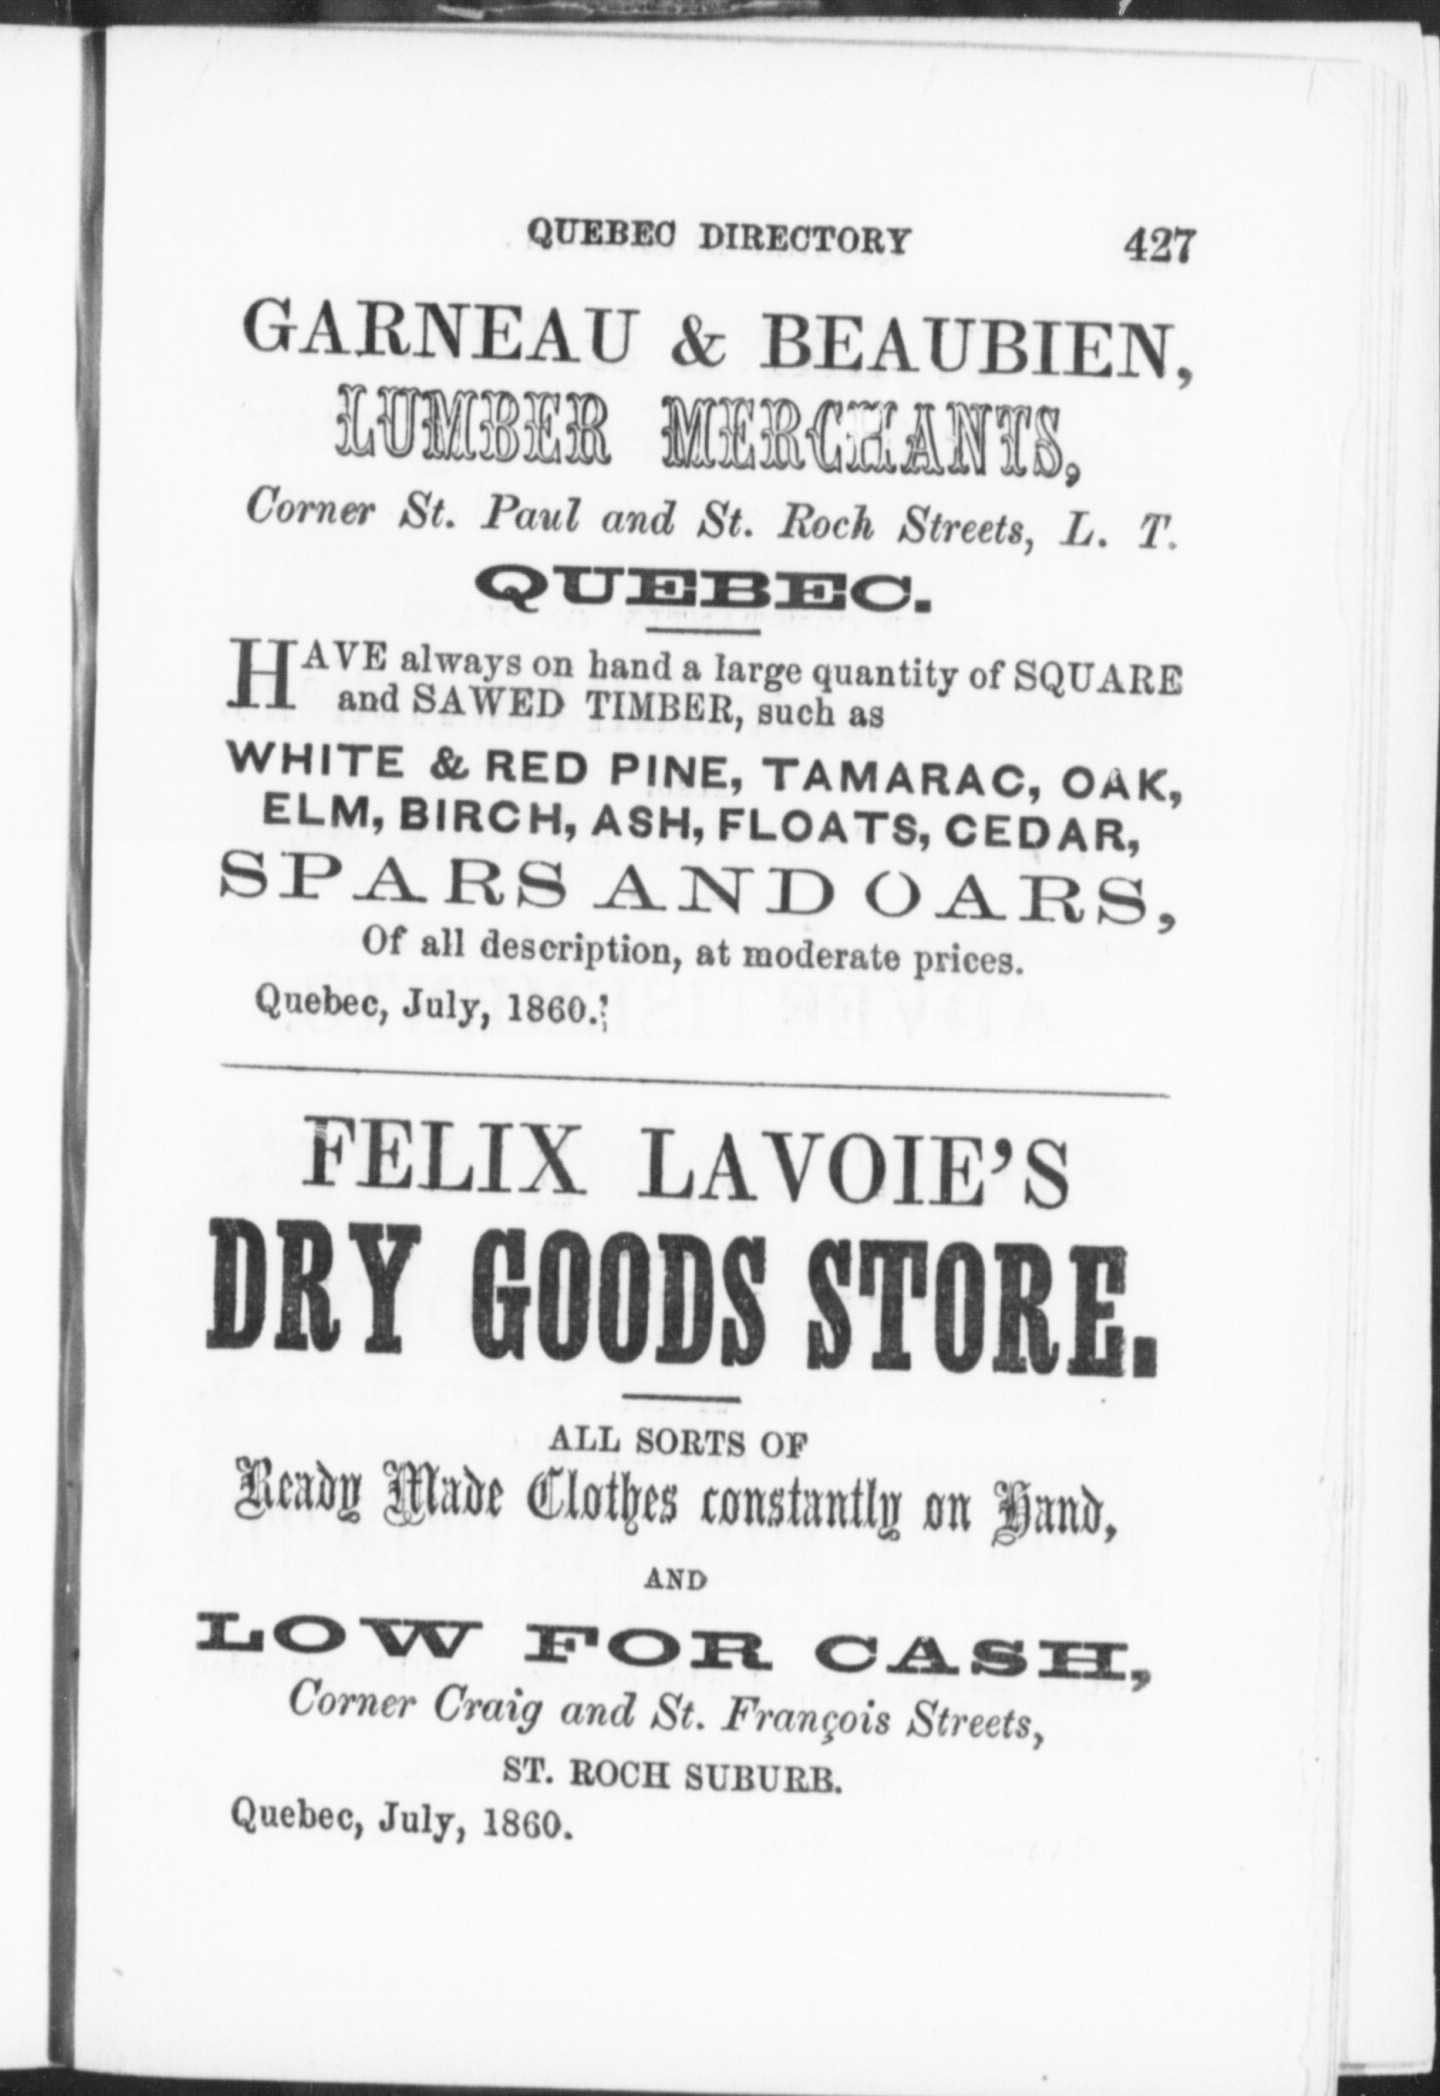 QUEBEC DIRECTORY 427
GARNEAU & BEAUBIEN,
LUMBER MERCHANTS,
Corner St. Paul and St. Roch Streets, L. T.
QUEBEC.
HAVE always on hand a large quantity of SQUARE
and SAWED TIMBER, such as
WHITE & RED PINE, TAMARAC, OAK,
ELM, BIRCH, ASH, FLOATS, CEDAR,
SPARS AND OARS,
Of all description, at moderate prices.
Quebec, July, 1860.
FELIX LAVOIE'S
DRY GOODS STORE.
ALL SORTS OF
Ready Made Clothes constantly on Hand,
AND
LOW FOR CASH,
Corner Craig and St. François Streets,
ST. ROCH SUBURB.
Quebec, July, 1860.